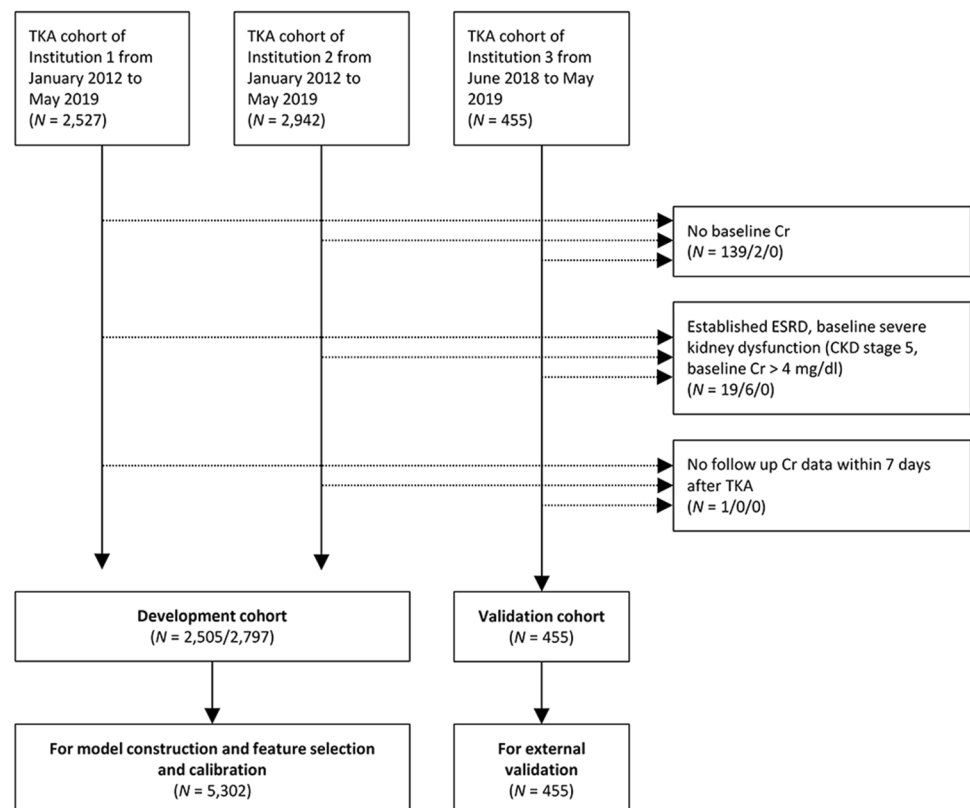 TKA cohort of
Institution 1 from
January 2012 to
May 2019
(N = 2,527)
TKA cohort of
Institution 2 from
January 2012 to
May 2019
(N = 2,942)
TKA cohort of
Institution 3 from
June 2018 to May
2019
(N = 455)
No baseline Cr
(N = 139/2/0)
Established ESRD, baseline severe
kidney dysfunction (CKD stage 5,
baseline Cr > 4 mg/dl)
(N = 19/6/0)
No follow up Cr data within 7 days
after TKA
(N = 1/0/0)
Development cohort
(N = 2,505/2,797)
Validation cohort
(N = 455)
For model construction and feature selection
and calibration
(N = 5,302)
For external
validation
(N = 455)